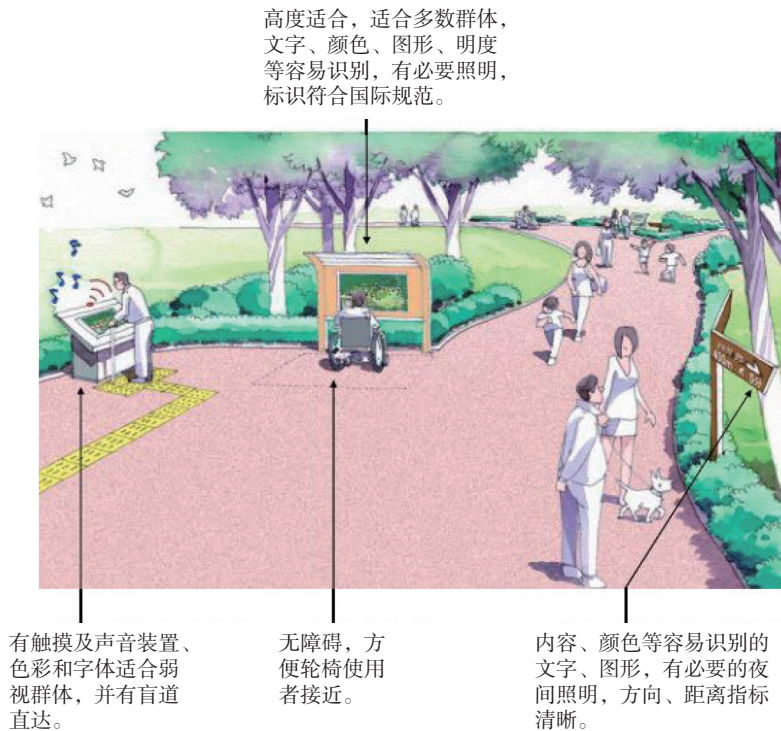 高度适合，适合多数群体，
文字、颜色、图形、明度
等容易识别，有必要照明，
标识符合国际规范。
有触摸及声音装置、
色彩和字体适合弱
视群体，并有盲道
直达。
无障碍，方
便轮椅使用
者接近。
内容、颜色等容易识别的
文字、图形，有必要的夜
间照明，方向、距离指标
清晰。